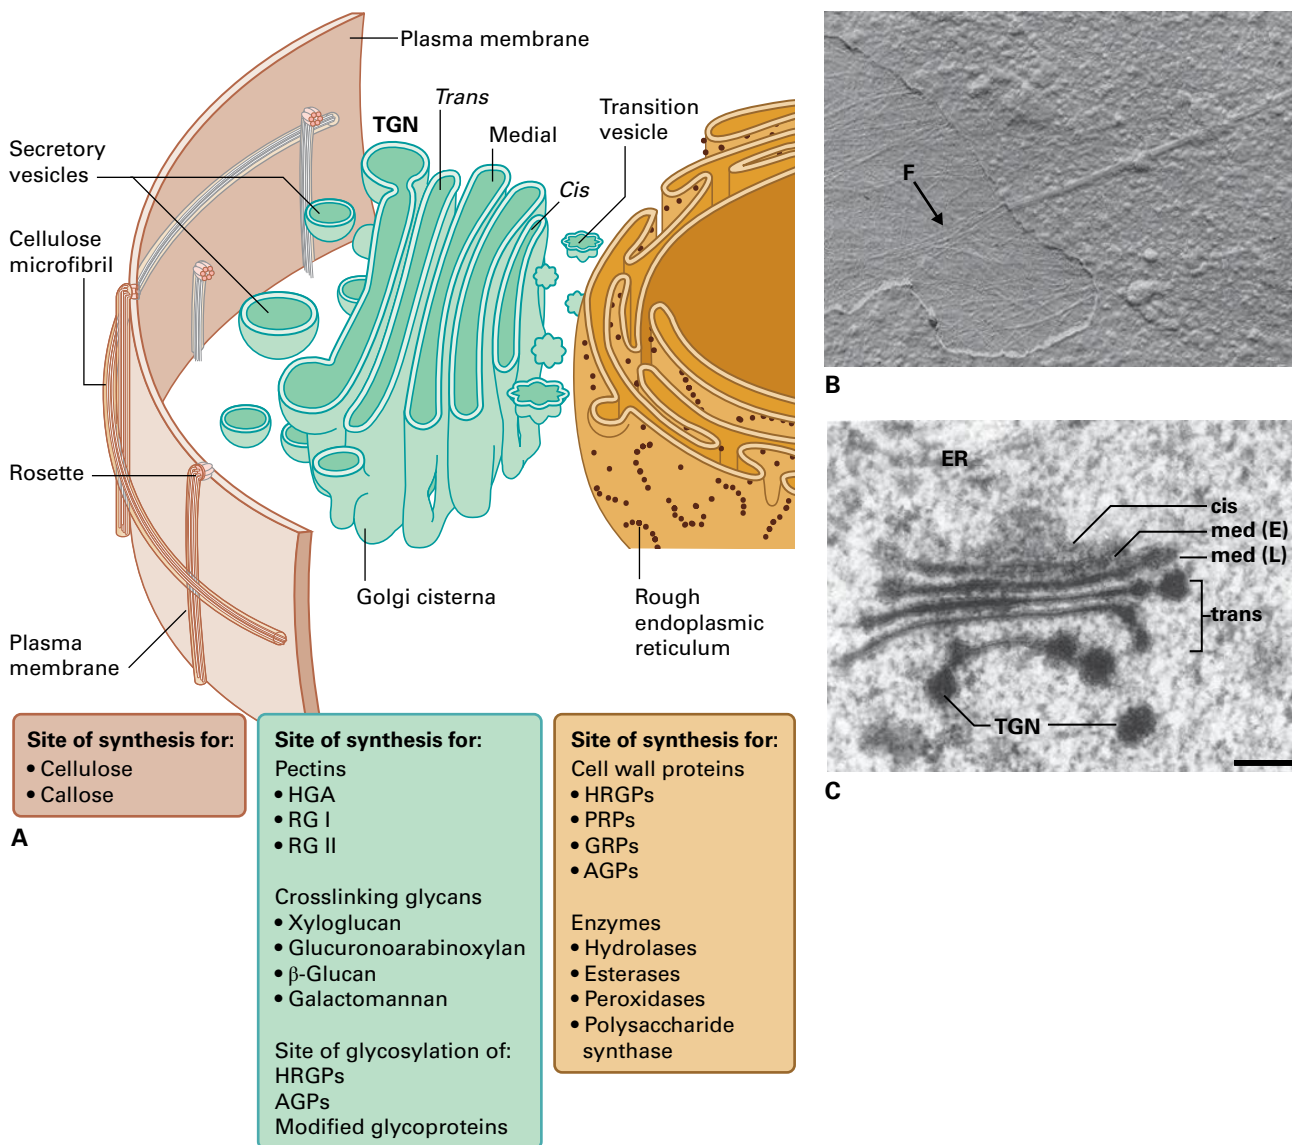 Plasma membrane
Trans
TGN
Medial
Transition
vesicle
Cis
Secretory
vesicles
Cellulose
microfibril
Rosette
Plasma
membrane
Golgi cisterna
Rough
endoplasmic
reticulum
Site of synthesis for:
• Cellulose
• Callose
A
Site of synthesis for:
Pectins
• HGA
• RG I
• RG II
Crosslinking glycans
• Xyloglucan
• Glucuronoarabinoxylan
• β-Glucan
• Galactomannan
Site of glycosylation of:
HRGPs
AGPs
Modified glycoproteins
Site of synthesis for:
Cell wall proteins
• HRGPs
• PRPs
• GRPs
• AGPs
Enzymes
• Hydrolases
• Esterases
• Peroxidases
• Polysaccharide
synthase
F
B
ER
cis
med (E)
med (L)
trans
TGN
C